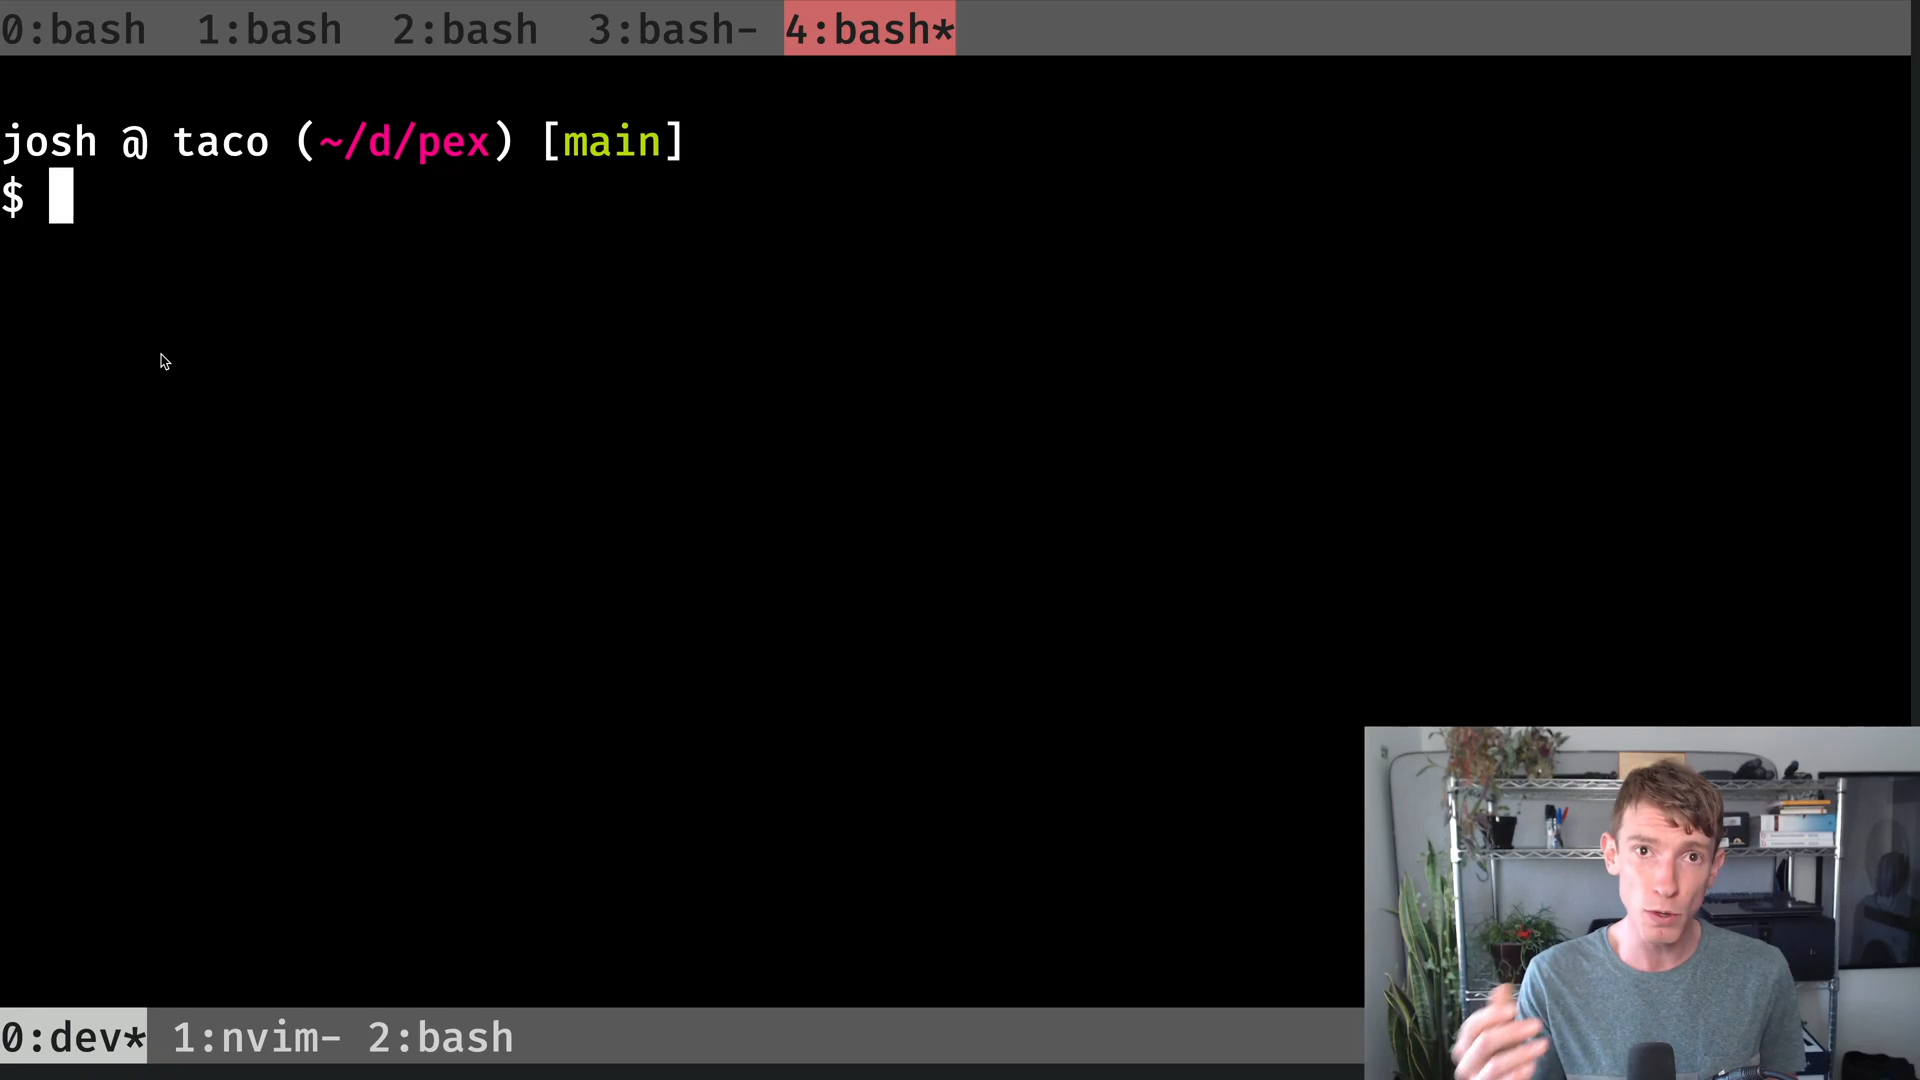 0:bash 1:bash 2:bash 3:bash- 4:bash*
josh @ taco (~/d/pex) [main]
$
0:dev* 1:nvim- 2:bash